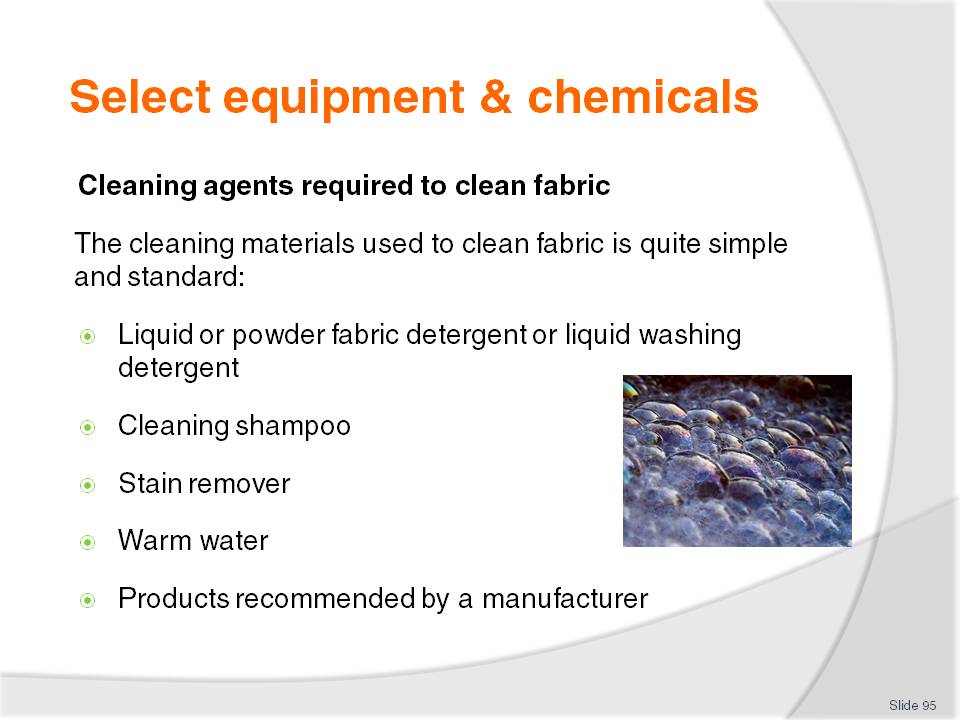 Select equipment & chemicals
Cleaning agents required to clean fabric
The cleaning materials used to clean fabric is quite simple
and standard:
Liquid or powder fabric detergent or liquid washing
detergent
Cleaning shampoo
Stain remover
Warm water
Products recommended by a manufacturer
Slide 95